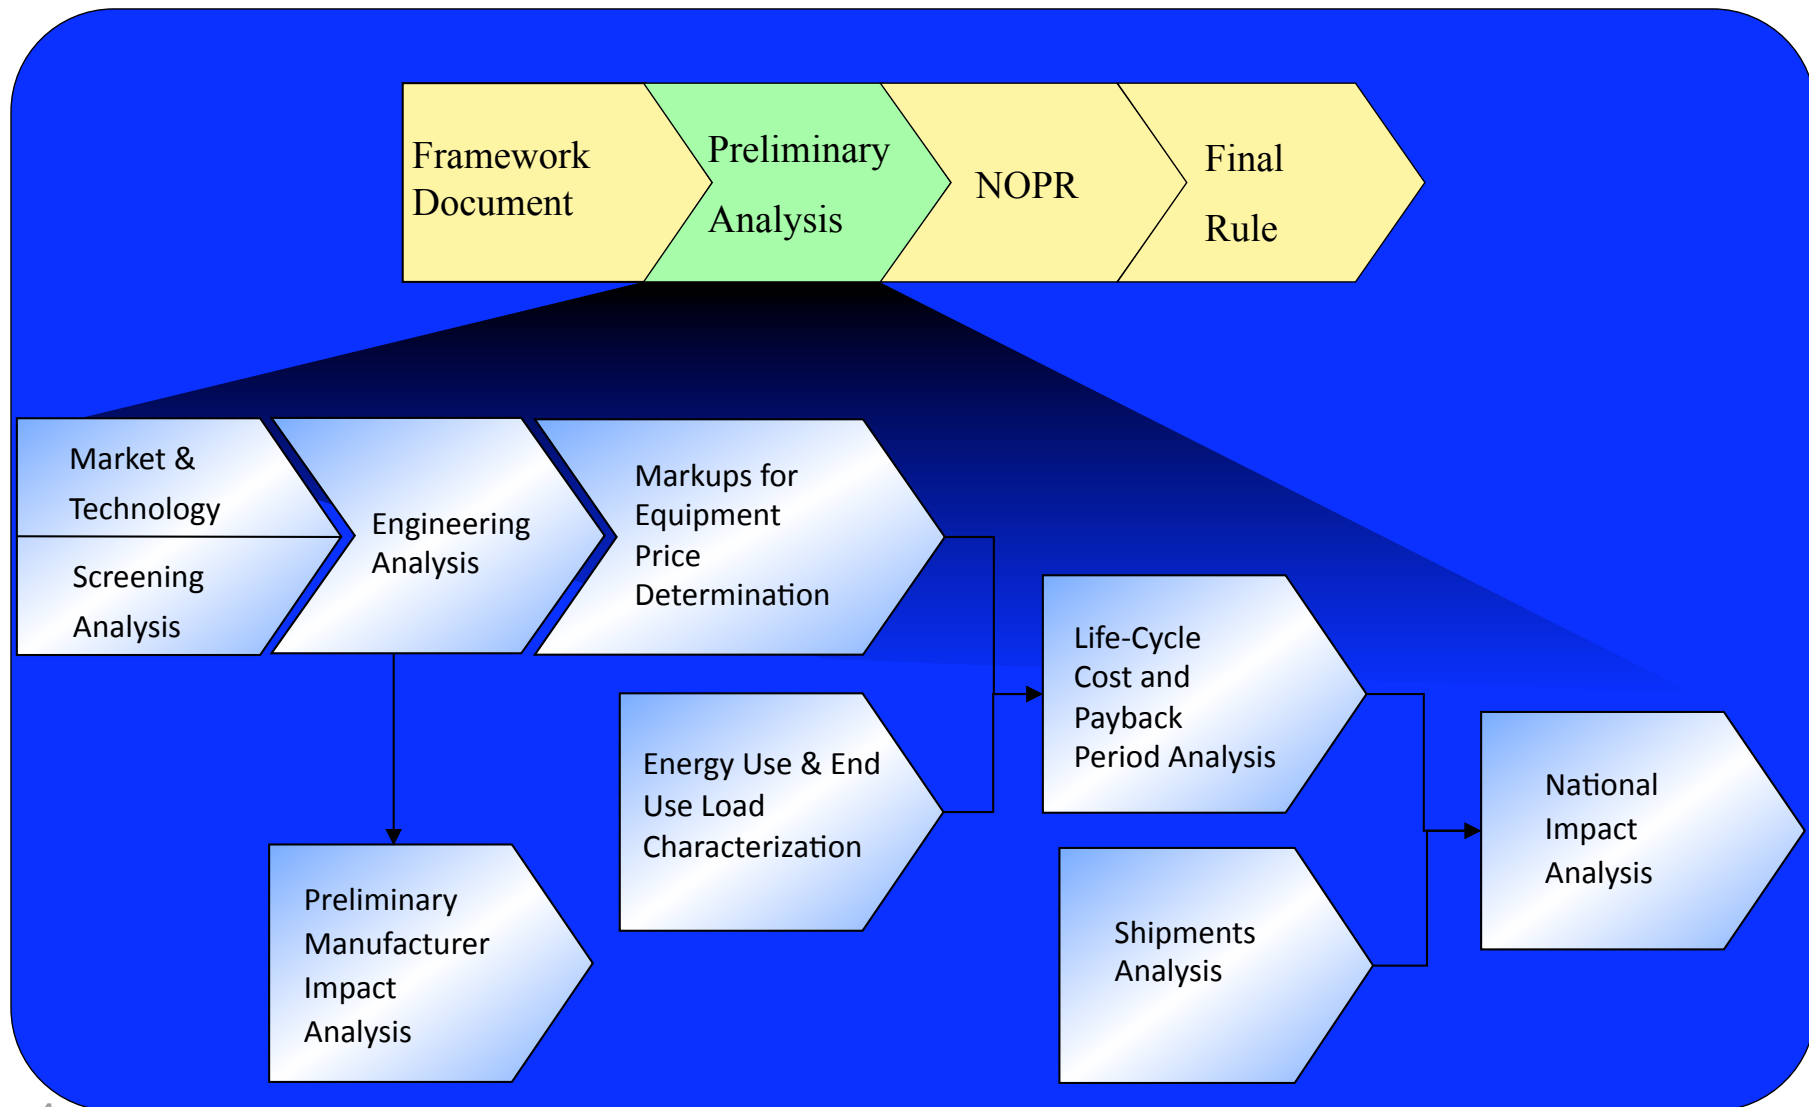 Framework
Document
Preliminary
Analysis
NOPR
Final
Rule
Market &
Technology
Screening
Analysis
Engineering
Analysis
Markups for
Equipment
Price
Determination
Energy Use & End
Use Load
Characterization
Life-Cycle
Cost and
Payback
Period Analysis
Preliminary
Manufacturer
Impact
Analysis
Shipments
Analysis
National
Impact
Analysis